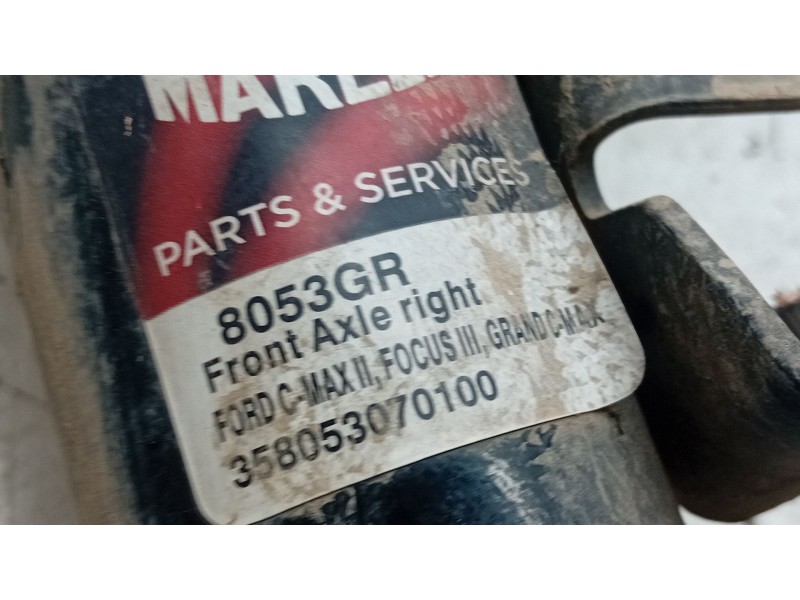 PARTS & SERVICES
8053GR
Front Axle right
FORD C-MAX II, FOCUS III, GRAND C-MAX
358053070100